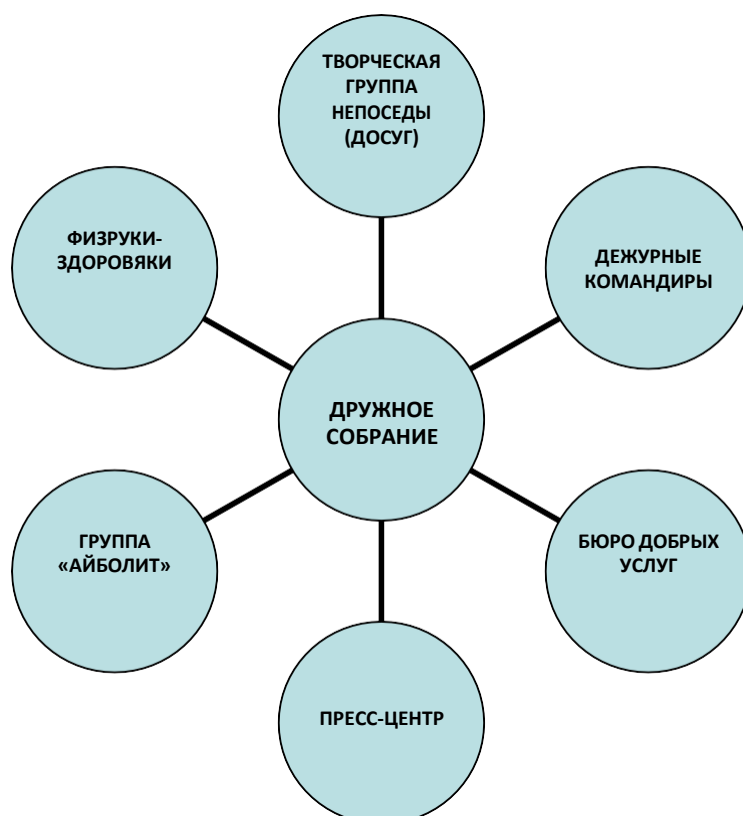 ТВОРЧЕСКАЯ
ГРУППА
НЕПОСЕДЫ
(ДОСУГ)
ФИЗРУКИ-
ЗДОРОВЯКИ
ДЕЖУРНЫЕ
КОМАНДИРЫ
ДРУЖНОЕ
СОБРАНИЕ
ГРУППА
«АЙБОЛИТ»
БЮРО ДОБРЫХ
УСЛУГ
ПРЕСС-ЦЕНТР